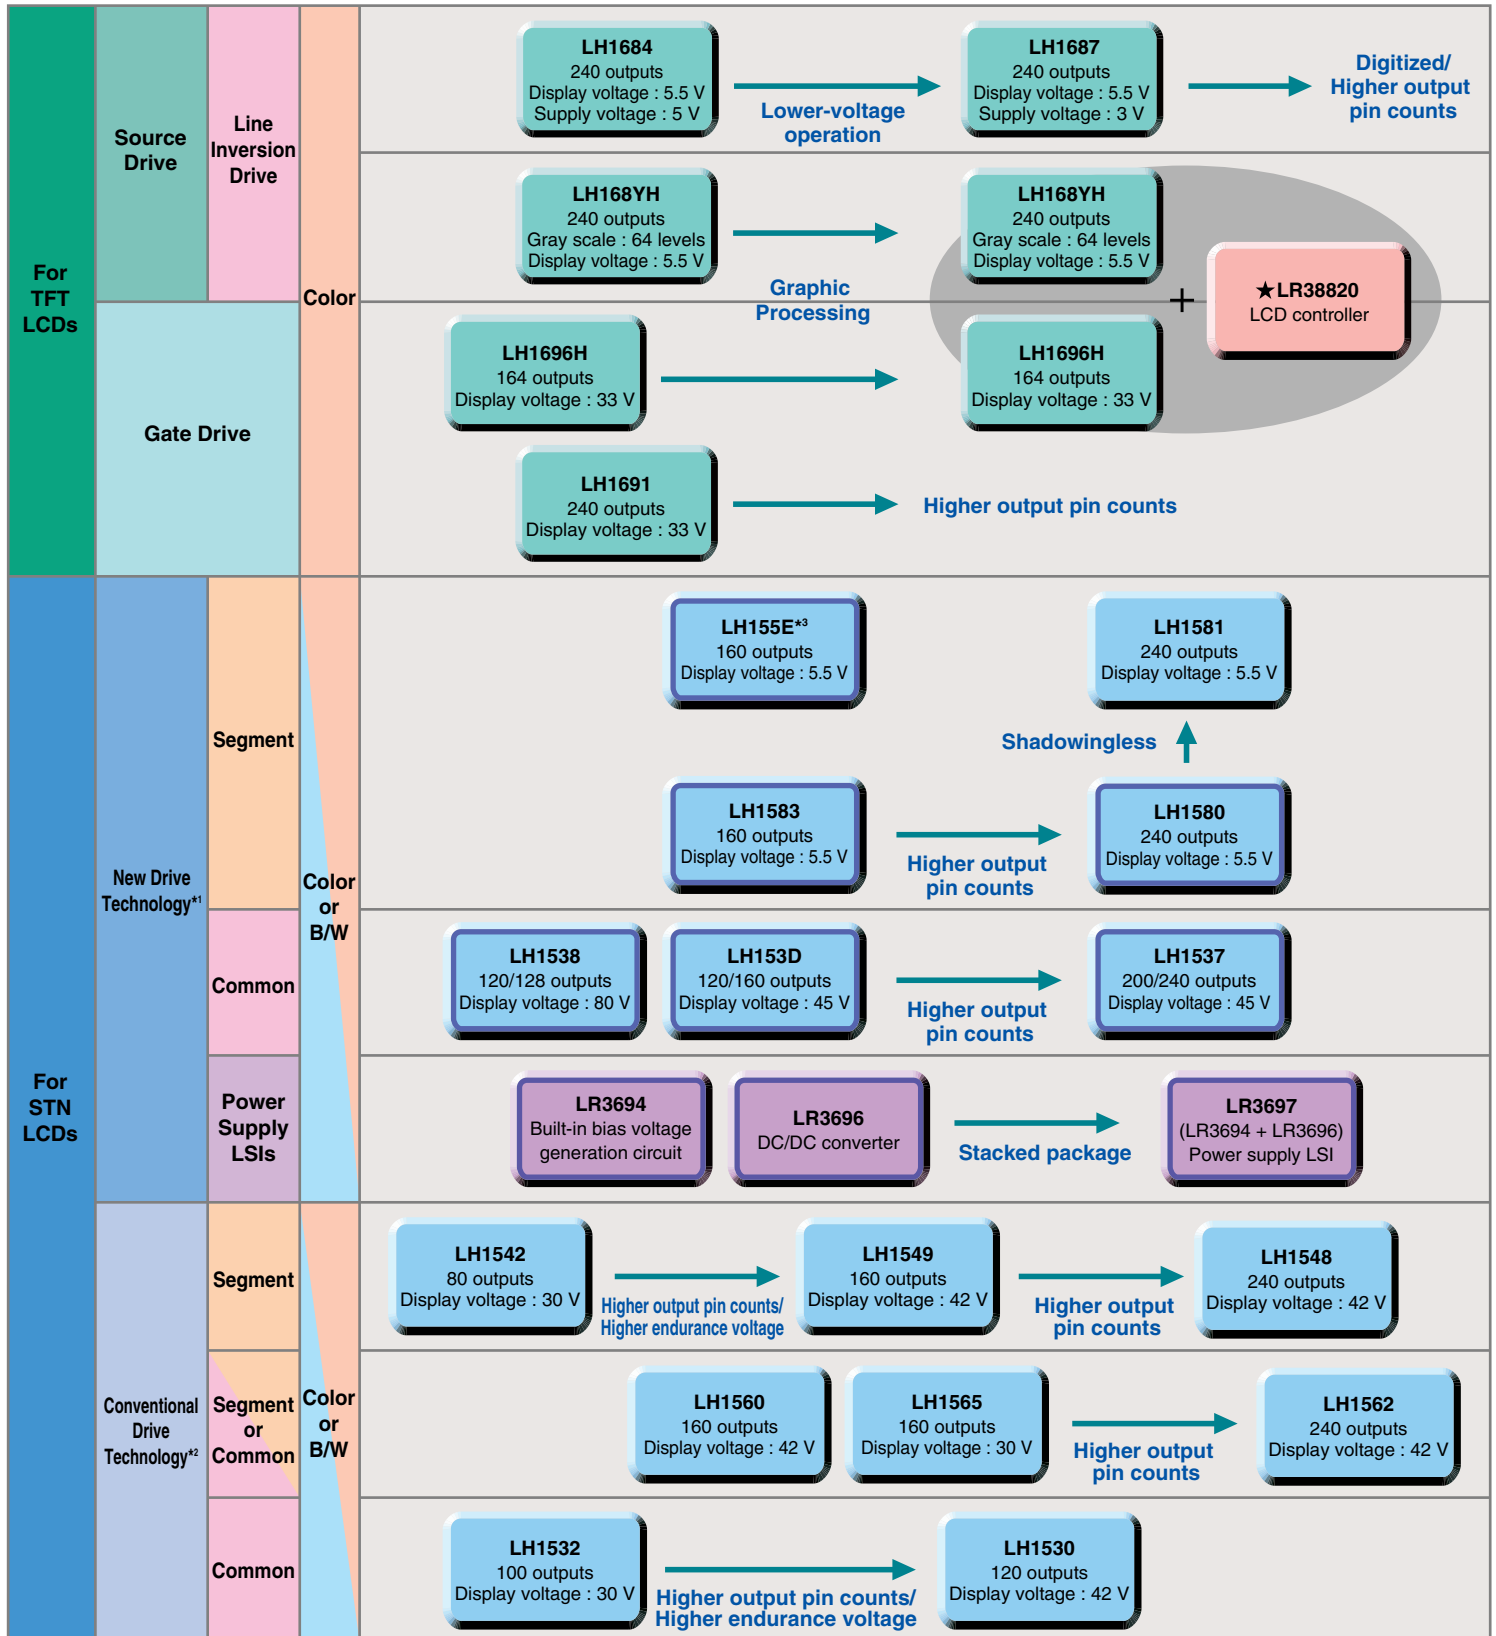 For
TFT
LCDs
Source
Drive
Line
Inversion
Drive
Color
LH1684
240 outputs
Display voltage : 5.5 V
Supply voltage : 5 V
Lower-voltage
operation
LH1687
240 outputs
Display voltage : 5.5 V
Supply voltage : 3 V
Digitized/
Higher output
pin counts
LH168YH
240 outputs
Gray scale : 64 levels
Display voltage : 5.5 V
Graphic
Processing
LH168YH
240 outputs
Gray scale : 64 levels
Display voltage : 5.5 V
+
★LR38820
LCD controller
Gate Drive
LH1696H
164 outputs
Display voltage : 33 V
LH1696H
164 outputs
Display voltage : 33 V
LH1691
240 outputs
Display voltage : 33 V
Higher output pin counts
For
STN
LCDs
New Drive
Technology*1
Segment
Color
or
B/W
LH155E*3
160 outputs
Display voltage : 5.5 V
LH1581
240 outputs
Display voltage : 5.5 V
Shadowingless
LH1583
160 outputs
Display voltage : 5.5 V
Higher output
pin counts
LH1580
240 outputs
Display voltage : 5.5 V
Common
LH1538
120/128 outputs
Display voltage : 80 V
LH153D
120/160 outputs
Display voltage : 45 V
Higher output
pin counts
LH1537
200/240 outputs
Display voltage : 45 V
Power
Supply
LSIs
LR3694
Built-in bias voltage
generation circuit
LR3696
DC/DC converter
Stacked package
LR3697
(LR3694 + LR3696)
Power supply LSI
Conventional
Drive
Technology*2
Segment
Color
or
B/W
LH1542
80 outputs
Display voltage : 30 V
Higher output pin counts/
Higher endurance voltage
LH1549
160 outputs
Display voltage : 42 V
Higher output
pin counts
LH1548
240 outputs
Display voltage : 42 V
Segment
or
Common
LH1560
160 outputs
Display voltage : 42 V
LH1565
160 outputs
Display voltage : 30 V
Higher output
pin counts
LH1562
240 outputs
Display voltage : 42 V
Common
LH1532
100 outputs
Display voltage : 30 V
Higher output pin counts/
Higher endurance voltage
LH1530
120 outputs
Display voltage : 42 V